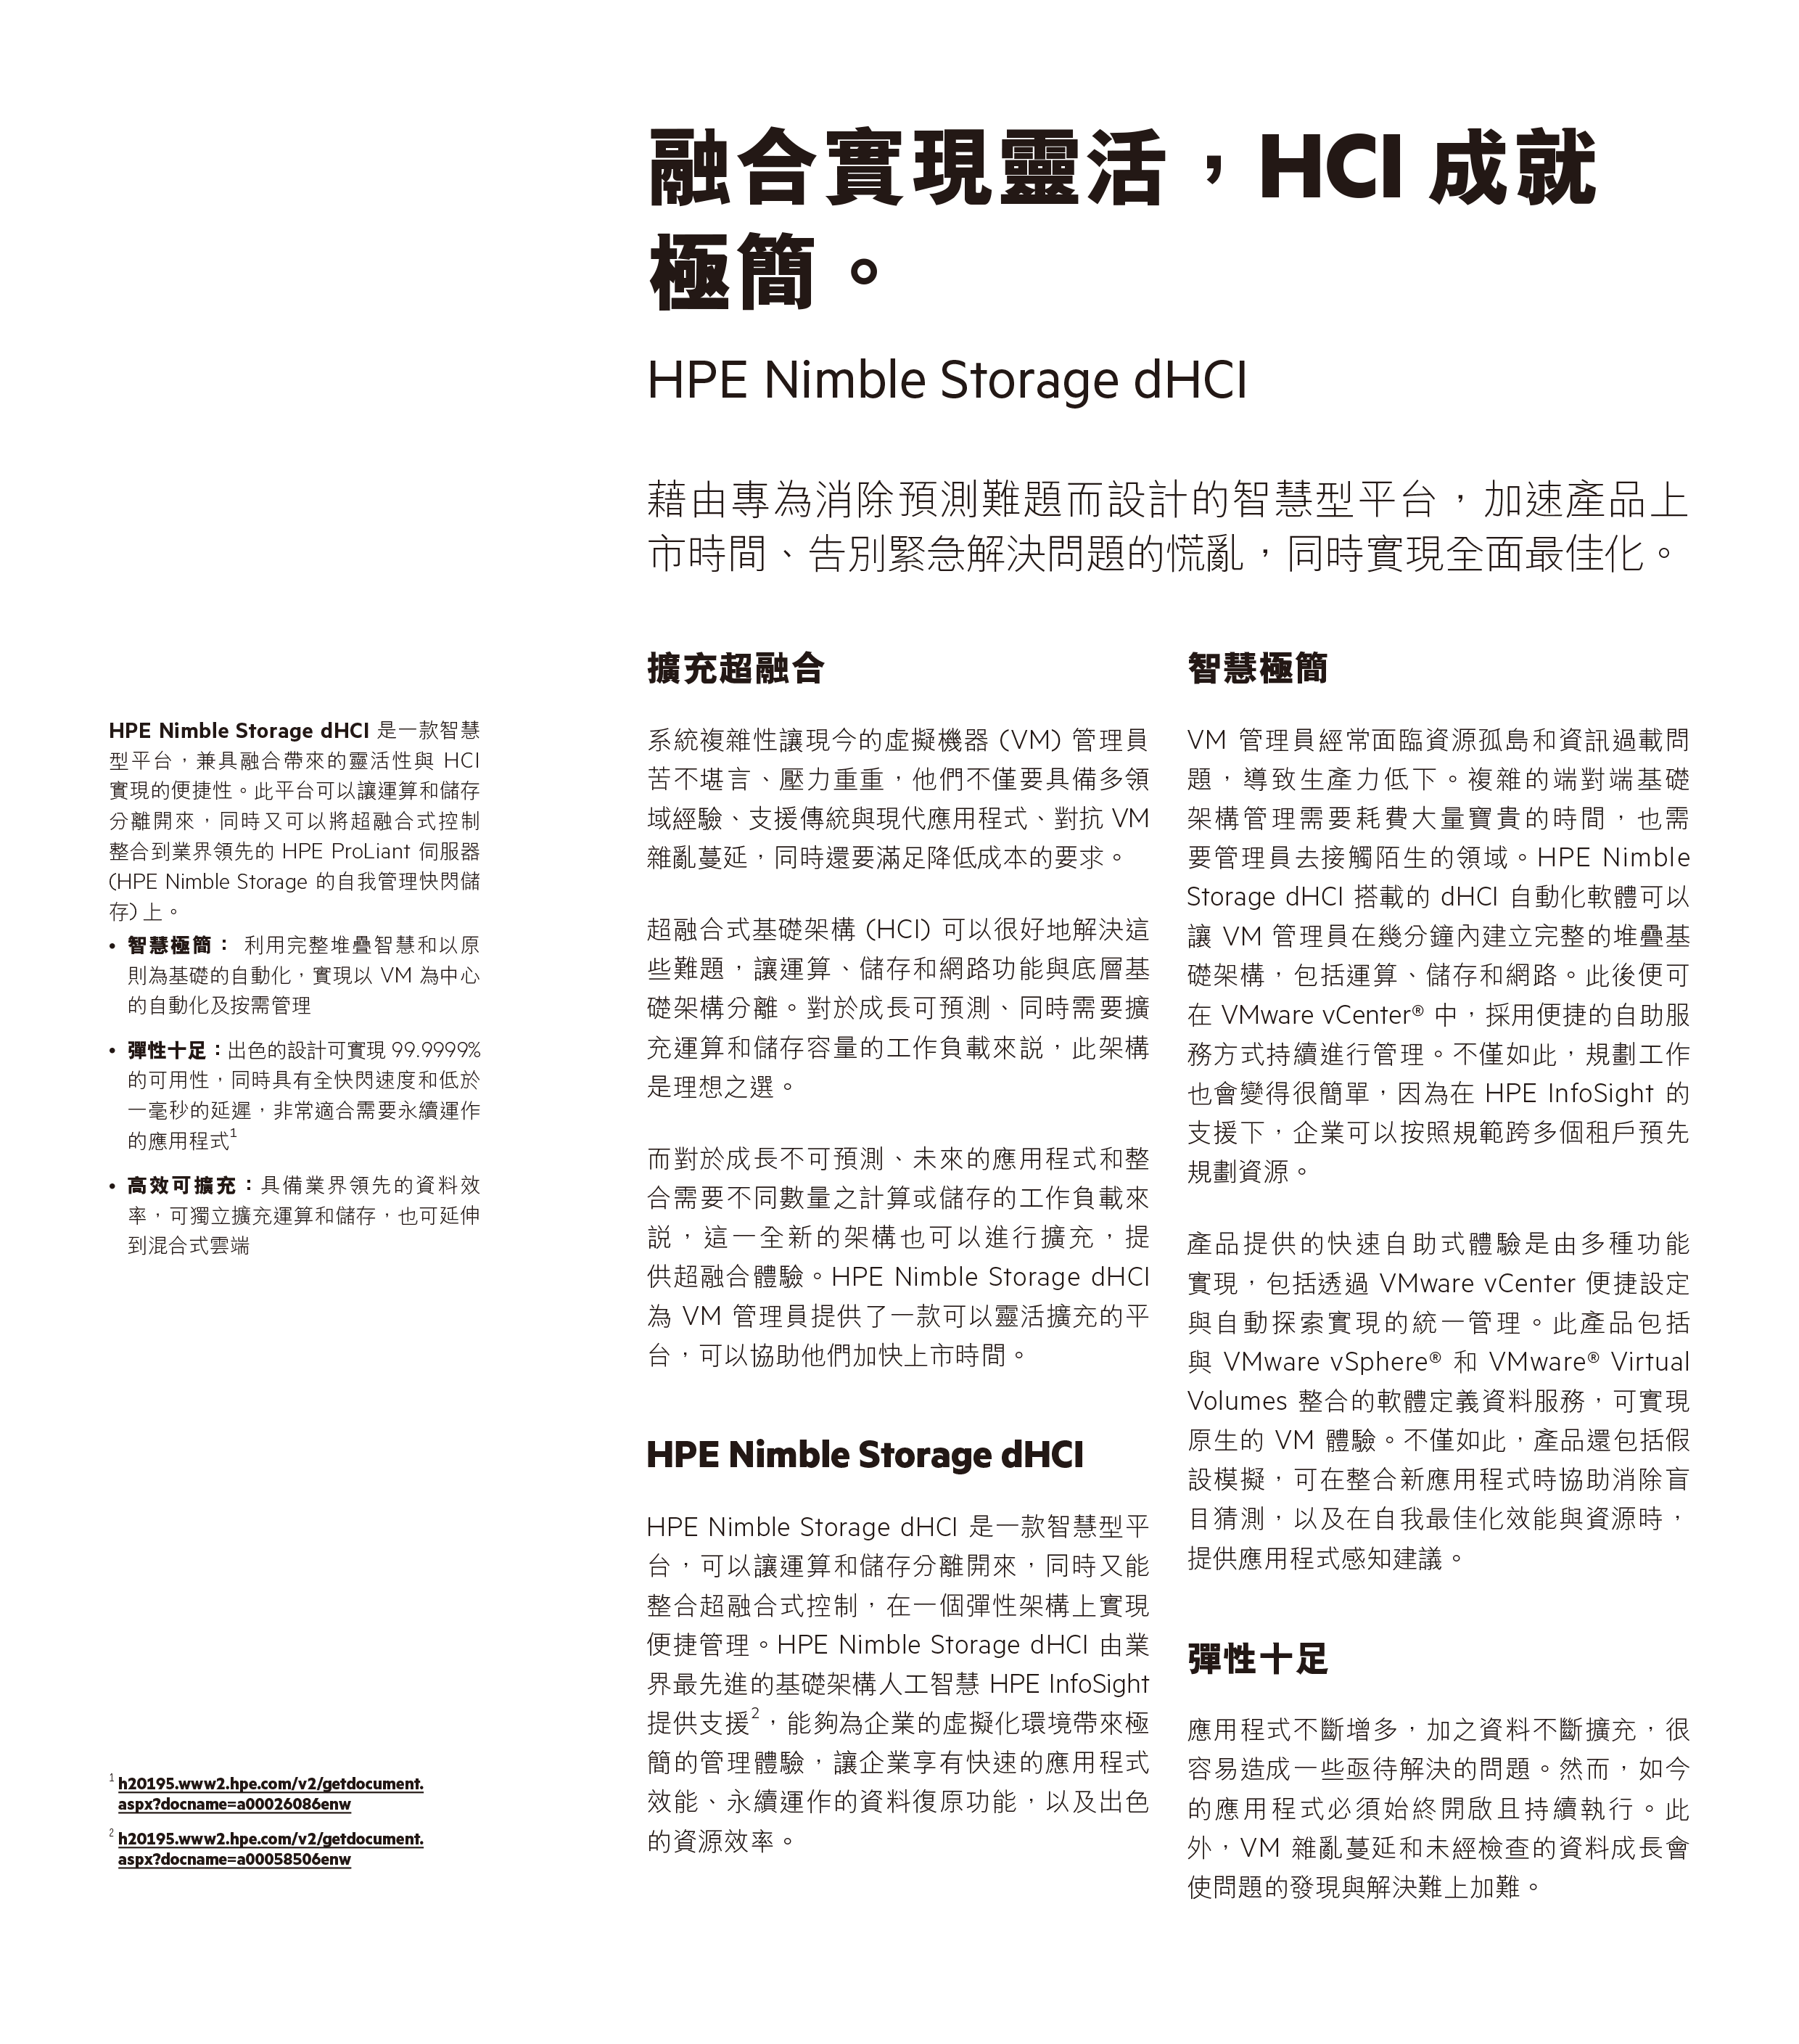 融合實現靈活，HCI 成就
極簡。
HPE Nimble Storage dHCI
藉由專為消除預測難題而設計的智慧型平台，加速產品上
市時間、告別緊急解決問題的慌亂，同時實現全面最佳化。
HPE Nimble Storage dHCI 是一款智慧
型平台，兼具融合帶來的靈活性與 HCI
實現的便捷性。此平台可以讓運算和儲存
分離開來，同時又可以將超融合式控制
整合到業界領先的 HPE ProLiant 伺服器
(HPE Nimble Storage 的自我管理快閃儲
存) 上。
• 智慧極簡： 利用完整堆疊智慧和以原
則為基礎的自動化，實現以 VM 為中心
的自動化及按需管理
• 彈性十足：出色的設計可實現 99.9999%
的可用性，同時具有全快閃速度和低於
一毫秒的延遲，非常適合需要永續運作
的應用程式1
• 高效可擴充：具備業界領先的資料效
率，可獨立擴充運算和儲存，也可延伸
到混合式雲端
1 h20195.www2.hpe.com/v2/getdocument.
aspx?docname=a00026086enw
2 h20195.www2.hpe.com/v2/getdocument.
aspx?docname=a00058506enw
擴充超融合
系統複雜性讓現今的虛擬機器 (VM) 管理員
苦不堪言、壓力重重，他們不僅要具備多領
域經驗、支援傳統與現代應用程式、對抗 VM
雜亂蔓延，同時還要滿足降低成本的要求。
超融合式基礎架構 (HCI) 可以很好地解決這
些難題，讓運算、儲存和網路功能與底層基
礎架構分離。對於成長可預測、同時需要擴
充運算和儲存容量的工作負載來說，此架構
是理想之選。
而對於成長不可預測、未來的應用程式和整
合需要不同數量之計算或儲存的工作負載來
說，這一全新的架構也可以進行擴充，提
供超融合體驗。HPE Nimble Storage dHCI
為 VM 管理員提供了一款可以靈活擴充的平
台，可以協助他們加快上市時間。
HPE Nimble Storage dHCI
HPE Nimble Storage dHCI 是一款智慧型平
台，可以讓運算和儲存分離開來，同時又能
整合超融合式控制，在一個彈性架構上實現
便捷管理。HPE Nimble Storage dHCI 由業
界最先進的基礎架構人工智慧 HPE InfoSight
提供支援2，能夠為企業的虛擬化環境帶來極
簡的管理體驗，讓企業享有快速的應用程式
效能、永續運作的資料復原功能，以及出色
的資源效率。
智慧極簡
VM 管理員經常面臨資源孤島和資訊過載問
題，導致生產力低下。複雜的端對端基礎
架構管理需要耗費大量寶貴的時間，也需
要管理員去接觸陌生的領域。HPE Nimble
Storage dHCI 搭載的 dHCI 自動化軟體可以
讓 VM 管理員在幾分鐘內建立完整的堆疊基
礎架構，包括運算、儲存和網路。此後便可
在 VMware vCenter® 中，採用便捷的自助服
務方式持續進行管理。不僅如此，規劃工作
也會變得很簡單，因為在 HPE InfoSight 的
支援下，企業可以按照規範跨多個租戶預先
規劃資源。
產品提供的快速自助式體驗是由多種功能
實現，包括透過 VMware vCenter 便捷設定
與自動探索實現的統一管理。此產品包括
與 VMware vSphere® 和 VMware® Virtual
Volumes 整合的軟體定義資料服務，可實現
原生的 VM 體驗。不僅如此，產品還包括假
設模擬，可在整合新應用程式時協助消除盲
目猜測，以及在自我最佳化效能與資源時，
提供應用程式感知建議。
彈性十足
應用程式不斷增多，加之資料不斷擴充，很
容易造成一些亟待解決的問題。然而，如今
的應用程式必須始終開啟且持續執行。此
外，VM 雜亂蔓延和未經檢查的資料成長會
使問題的發現與解決難上加難。